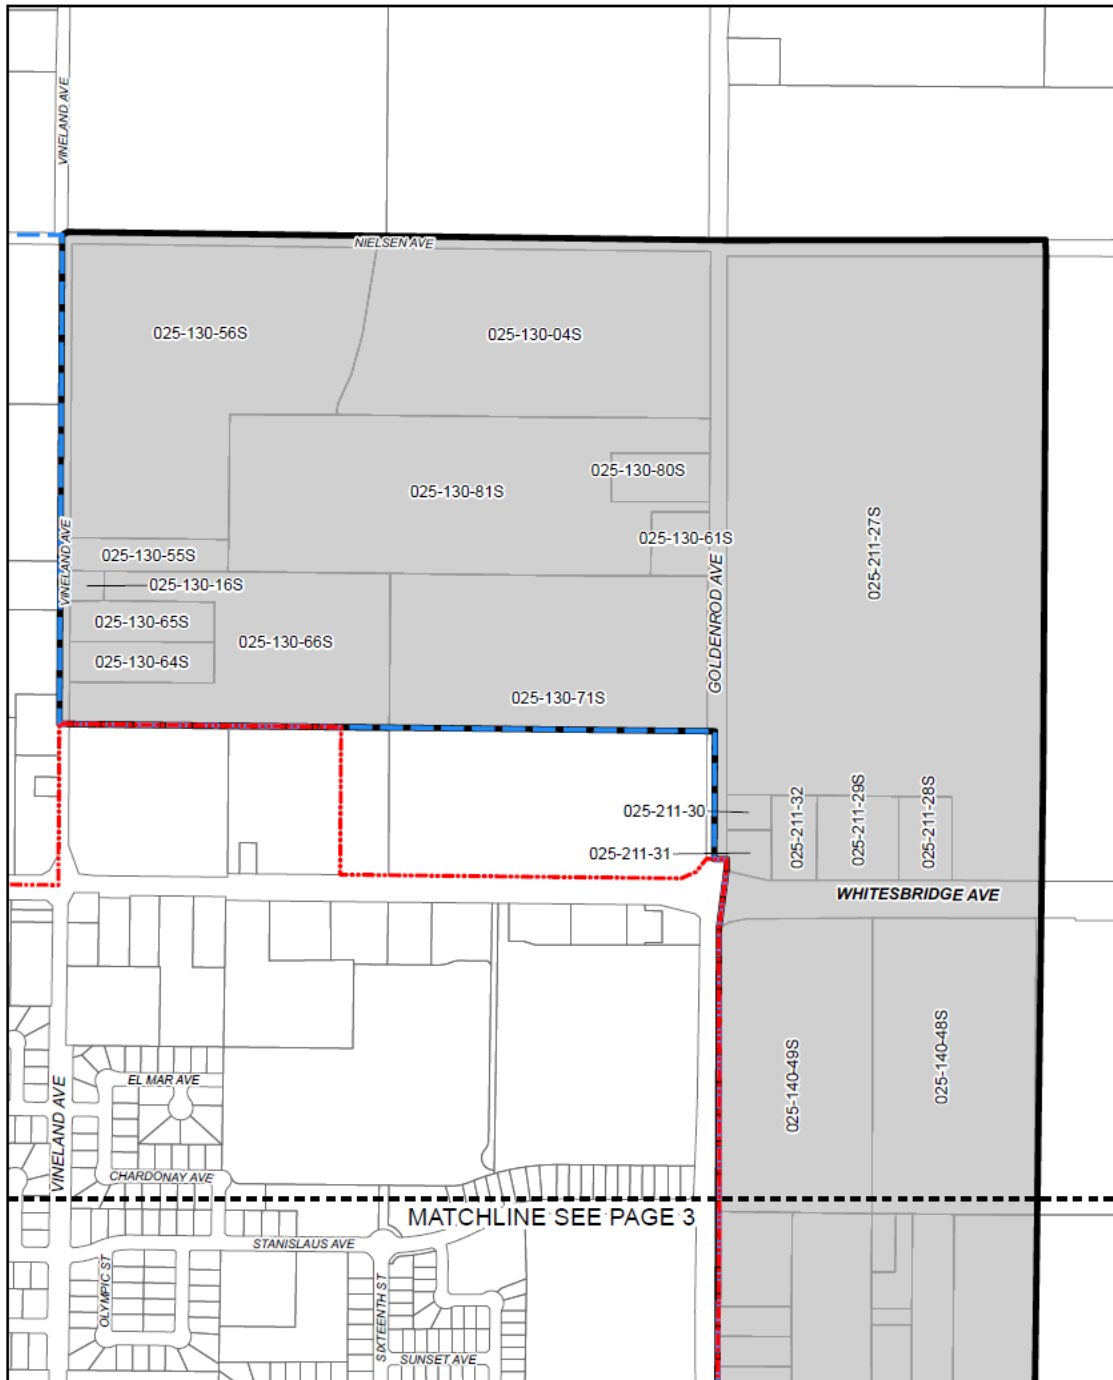 VINELAND AVE
NIELSEN AVE
025-130-56S
025-130-04S
025-130-80S
025-130-81S
025-211-27S
025-130-61S
025-130-55S
VINELAND AVE
025-130-16S
GOLDENROD AVE
025-130-65S
025-130-66S
025-130-64S
025-130-71S
025-211-30
025-211-32
025-211-29S
025-211-28S
025-211-31
WHITESBRIDGE AVE
025-140-49S
025-140-48S
EL MAR AVE
VINELAND AVE
CHARDONAY AVE
MATCHLINE SEE PAGE 3
STANISLAUS AVE
OLYMPIC ST
SIXTEENTH ST
SUNSET AVE